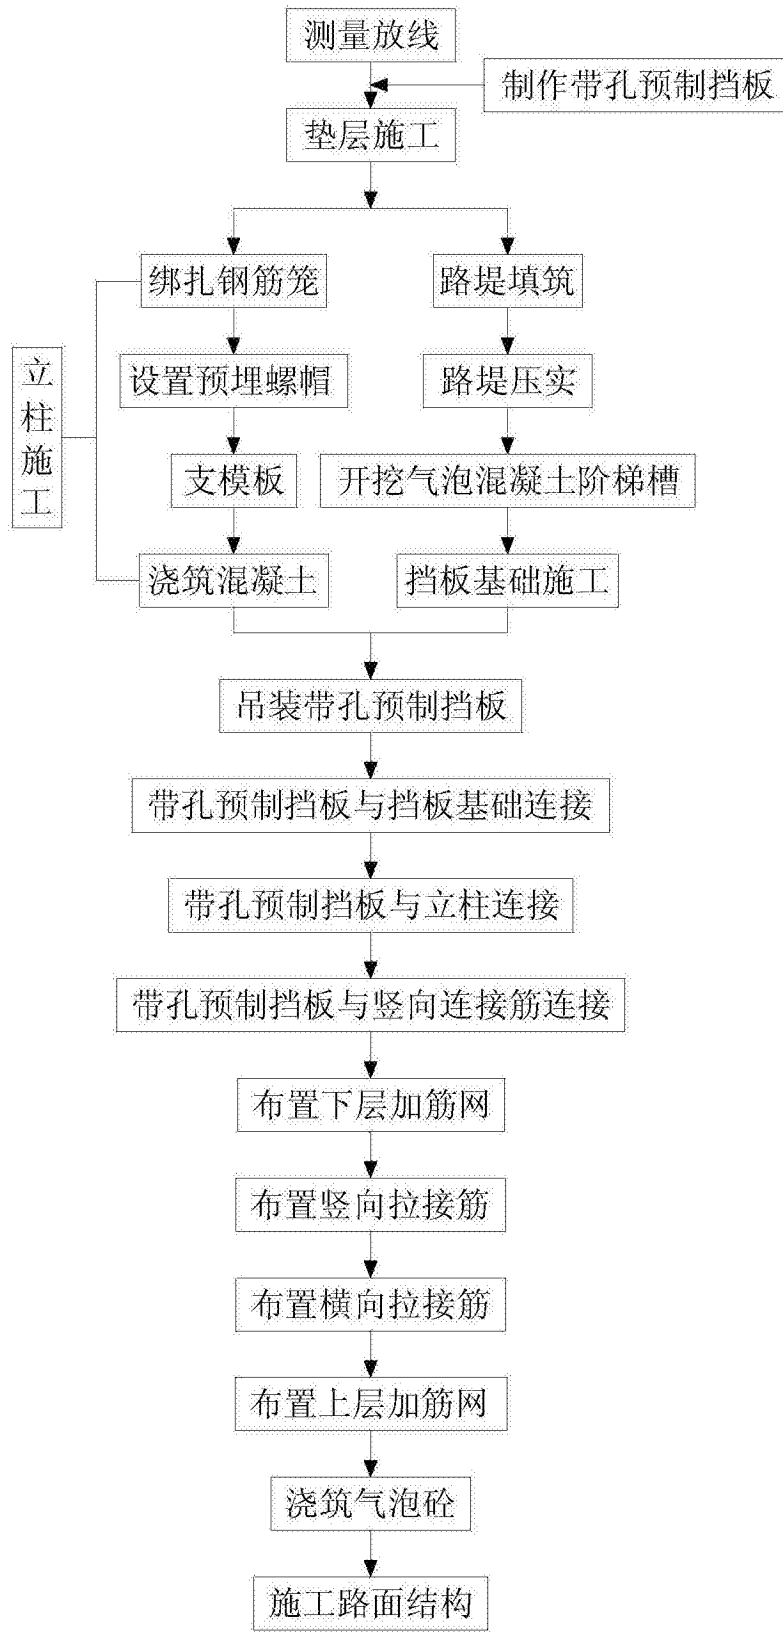 测量放线
制作带孔预制挡板
垫层施工
绑扎钢筋笼
路堤填筑
立柱施工
设置预埋螺帽
路堤压实
支模板
开挖气泡混凝土阶梯槽
浇筑混凝土
挡板基础施工
吊装带孔预制挡板
带孔预制挡板与挡板基础连接
带孔预制挡板与立柱连接
带孔预制挡板与竖向连接筋连接
布置下层加筋网
布置竖向拉接筋
布置横向拉接筋
布置上层加筋网
浇筑气泡砼
施工路面结构